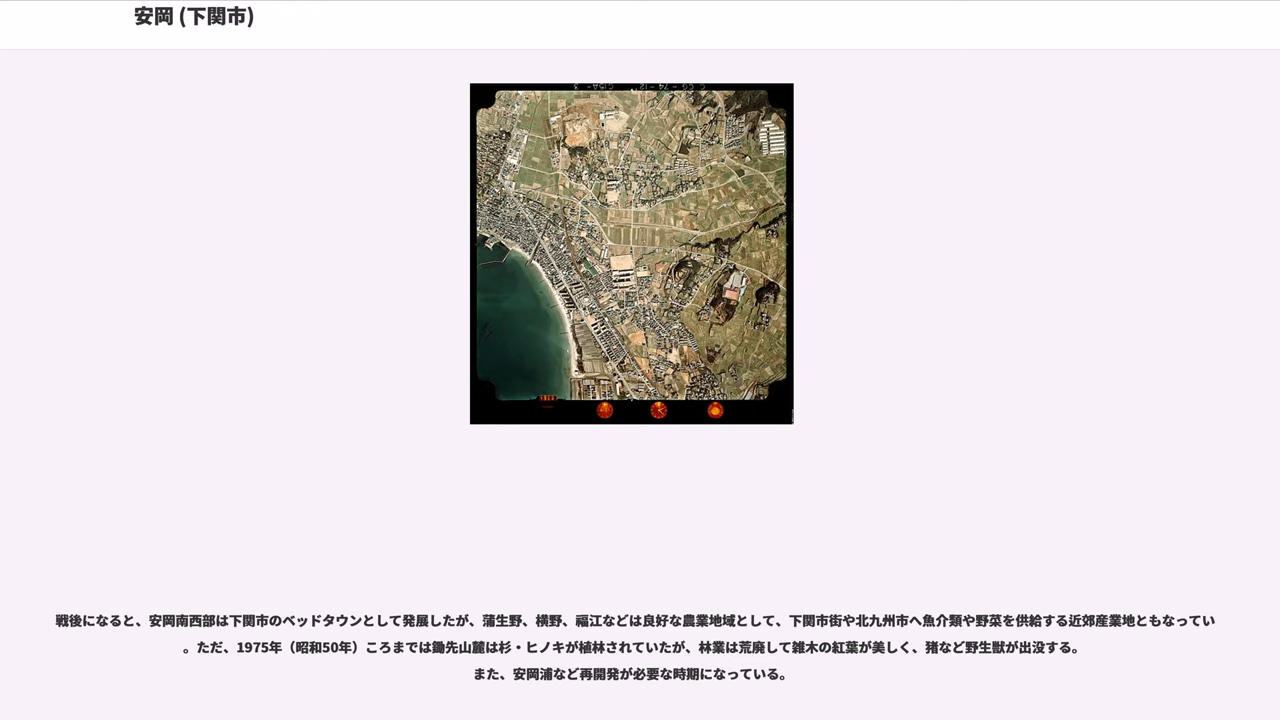 安岡 (下関市)
戦後になると、安岡南西部は下関市のベッドタウンとして発展したが、蒲生野、横野、福江などは良好な農業地域として、下関市街や北九州市へ魚介類や野菜を供給する近郊産業地ともなってい
。ただ、1975年（昭和50年）ころまでは鋤先山麓は杉・ヒノキが植林されていたが、林業は荒廃して雑木の紅葉が美しく、猪など野生獣が出没する。
また、安岡浦など再開発が必要な時期になっている。